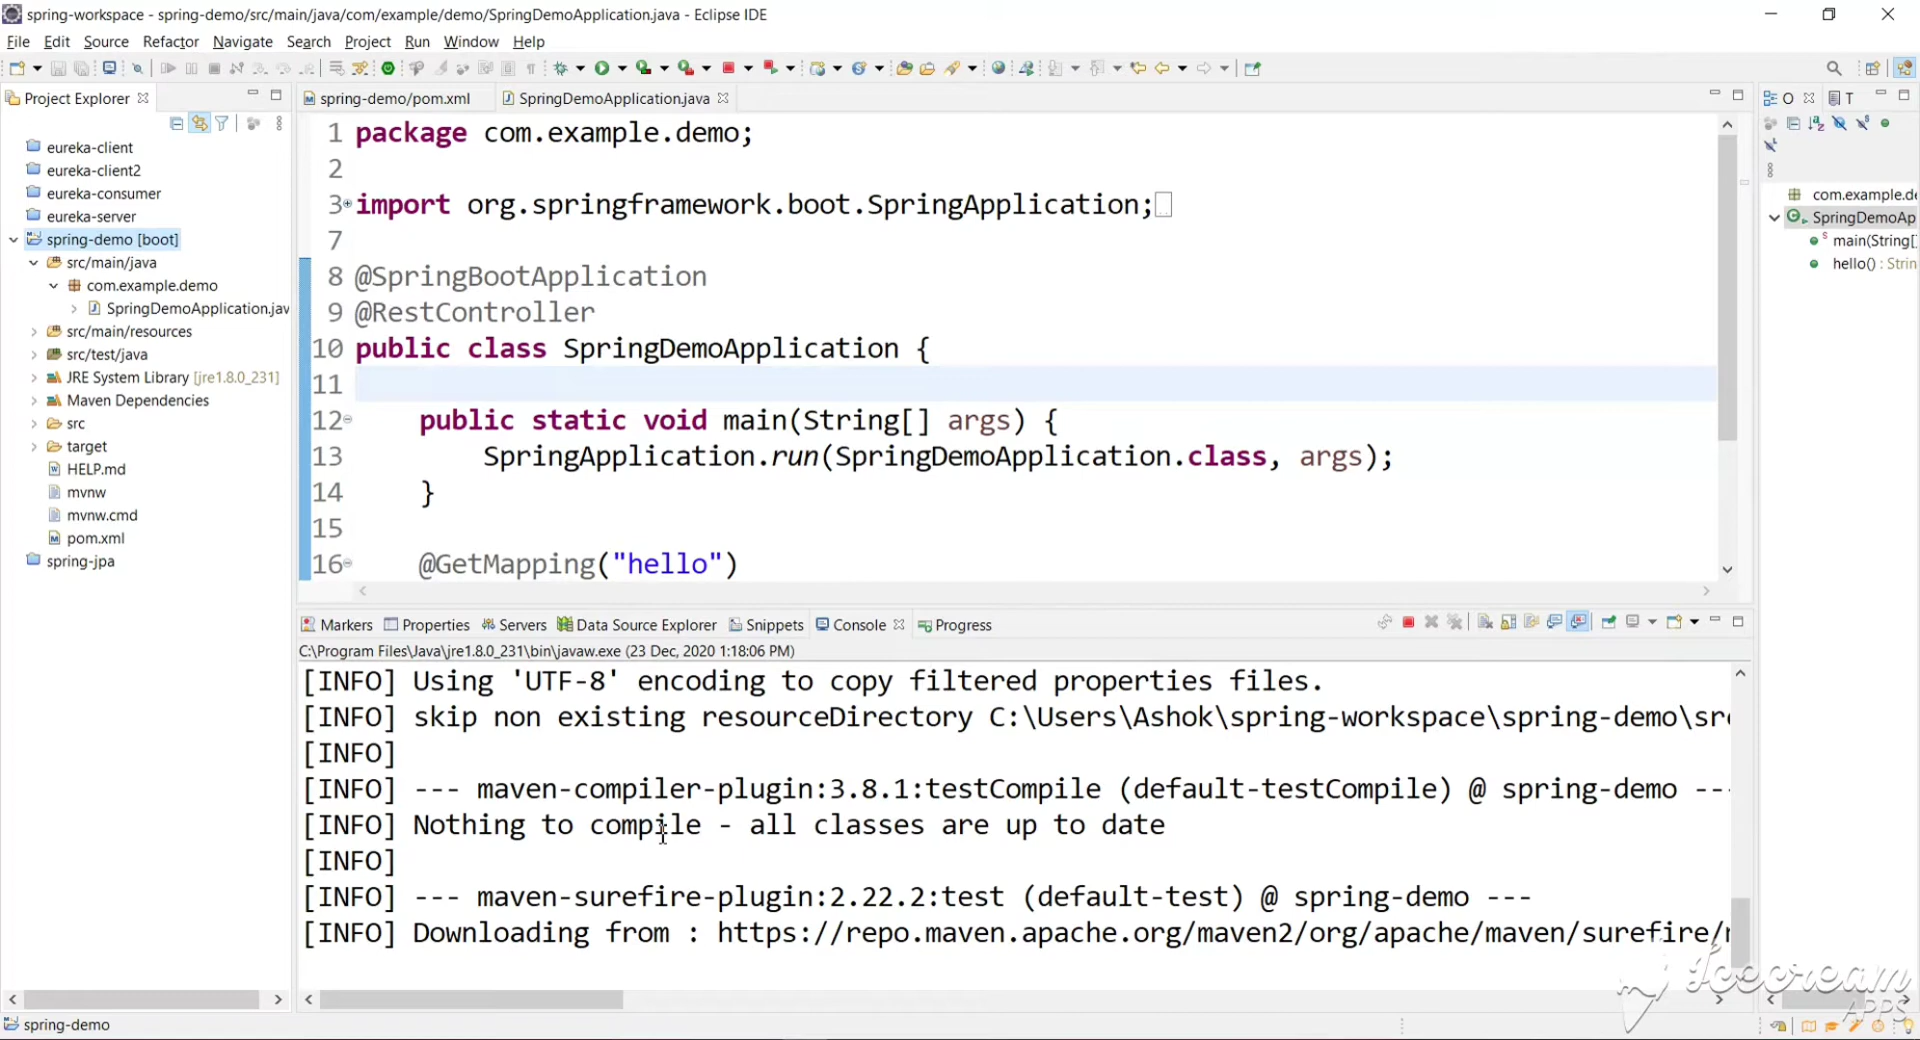 spring-workspace - spring-demo/src/main/java/com/example/demo/SpringDemoApplication.java - Eclipse IDE
File Edit Source Refactor Navigate Search Project Run Window Help
Project Explorer
eureka-client
eureka-client2
eureka-consumer
eureka-server
spring-demo [boot]
src/main/java
com.example.demo
SpringDemoApplication.jav
src/main/resources
src/test/java
JRE System Library [jre1.8.0_231]
Maven Dependencies
src
target
HELP.md
mvnw
mvnw.cmd
pom.xml
spring-jpa
spring-demo/pom.xml SpringDemoApplication.java
1 package com.example.demo;
2
3 import org.springframework.boot.SpringApplication;
7
8 @SpringBootApplication
9 @RestController
10 public class SpringDemoApplication {
11
12 public static void main(String[] args) {
13 SpringApplication.run(SpringDemoApplication.class, args);
14 }
15
16 @GetMapping("hello")
O T
com.example.de
SpringDemoAp
main(String[]
hello() : Strin
Markers Properties Servers Data Source Explorer Snippets Console Progress
C:\Program Files\Java\jre1.8.0_231\bin\javaw.exe (23 Dec, 2020 1:18:06 PM)
[INFO] Using 'UTF-8' encoding to copy filtered properties files.
[INFO] skip non existing resourceDirectory C:\Users\Ashok\spring-workspace\spring-demo\src
[INFO]
[INFO] --- maven-compiler-plugin:3.8.1:testCompile (default-testCompile) @ spring-demo ---
[INFO] Nothing to compile - all classes are up to date
[INFO]
[INFO] --- maven-surefire-plugin:2.22.2:test (default-test) @ spring-demo ---
[INFO] Downloading from : https://repo.maven.apache.org/maven2/org/apache/maven/surefire/
Icecream
APPS
spring-demo